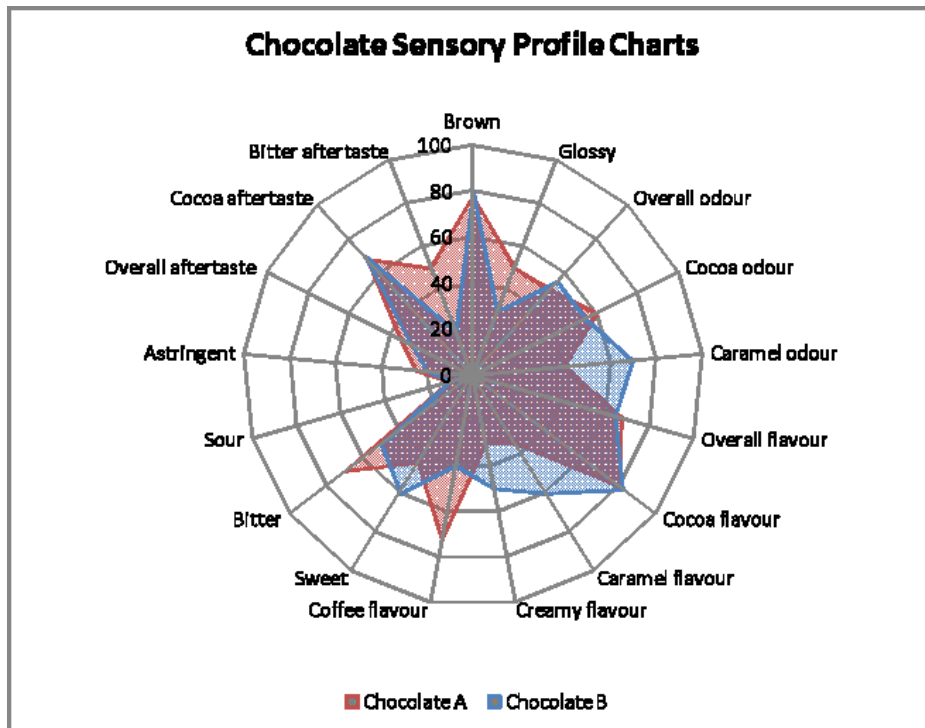 Chocolate Sensory Profile Charts
Brown
Glossy
Overall odour
Cocoa odour
Caramel odour
Overall flavour
Cocoa flavour
Caramel flavour
Creamy flavour
Coffee flavour
Sweet
Bitter
Sour
Astringent
Overall aftertaste
Cocoa aftertaste
Bitter aftertaste
100
80
60
40
20
0
Chocolate A
Chocolate B